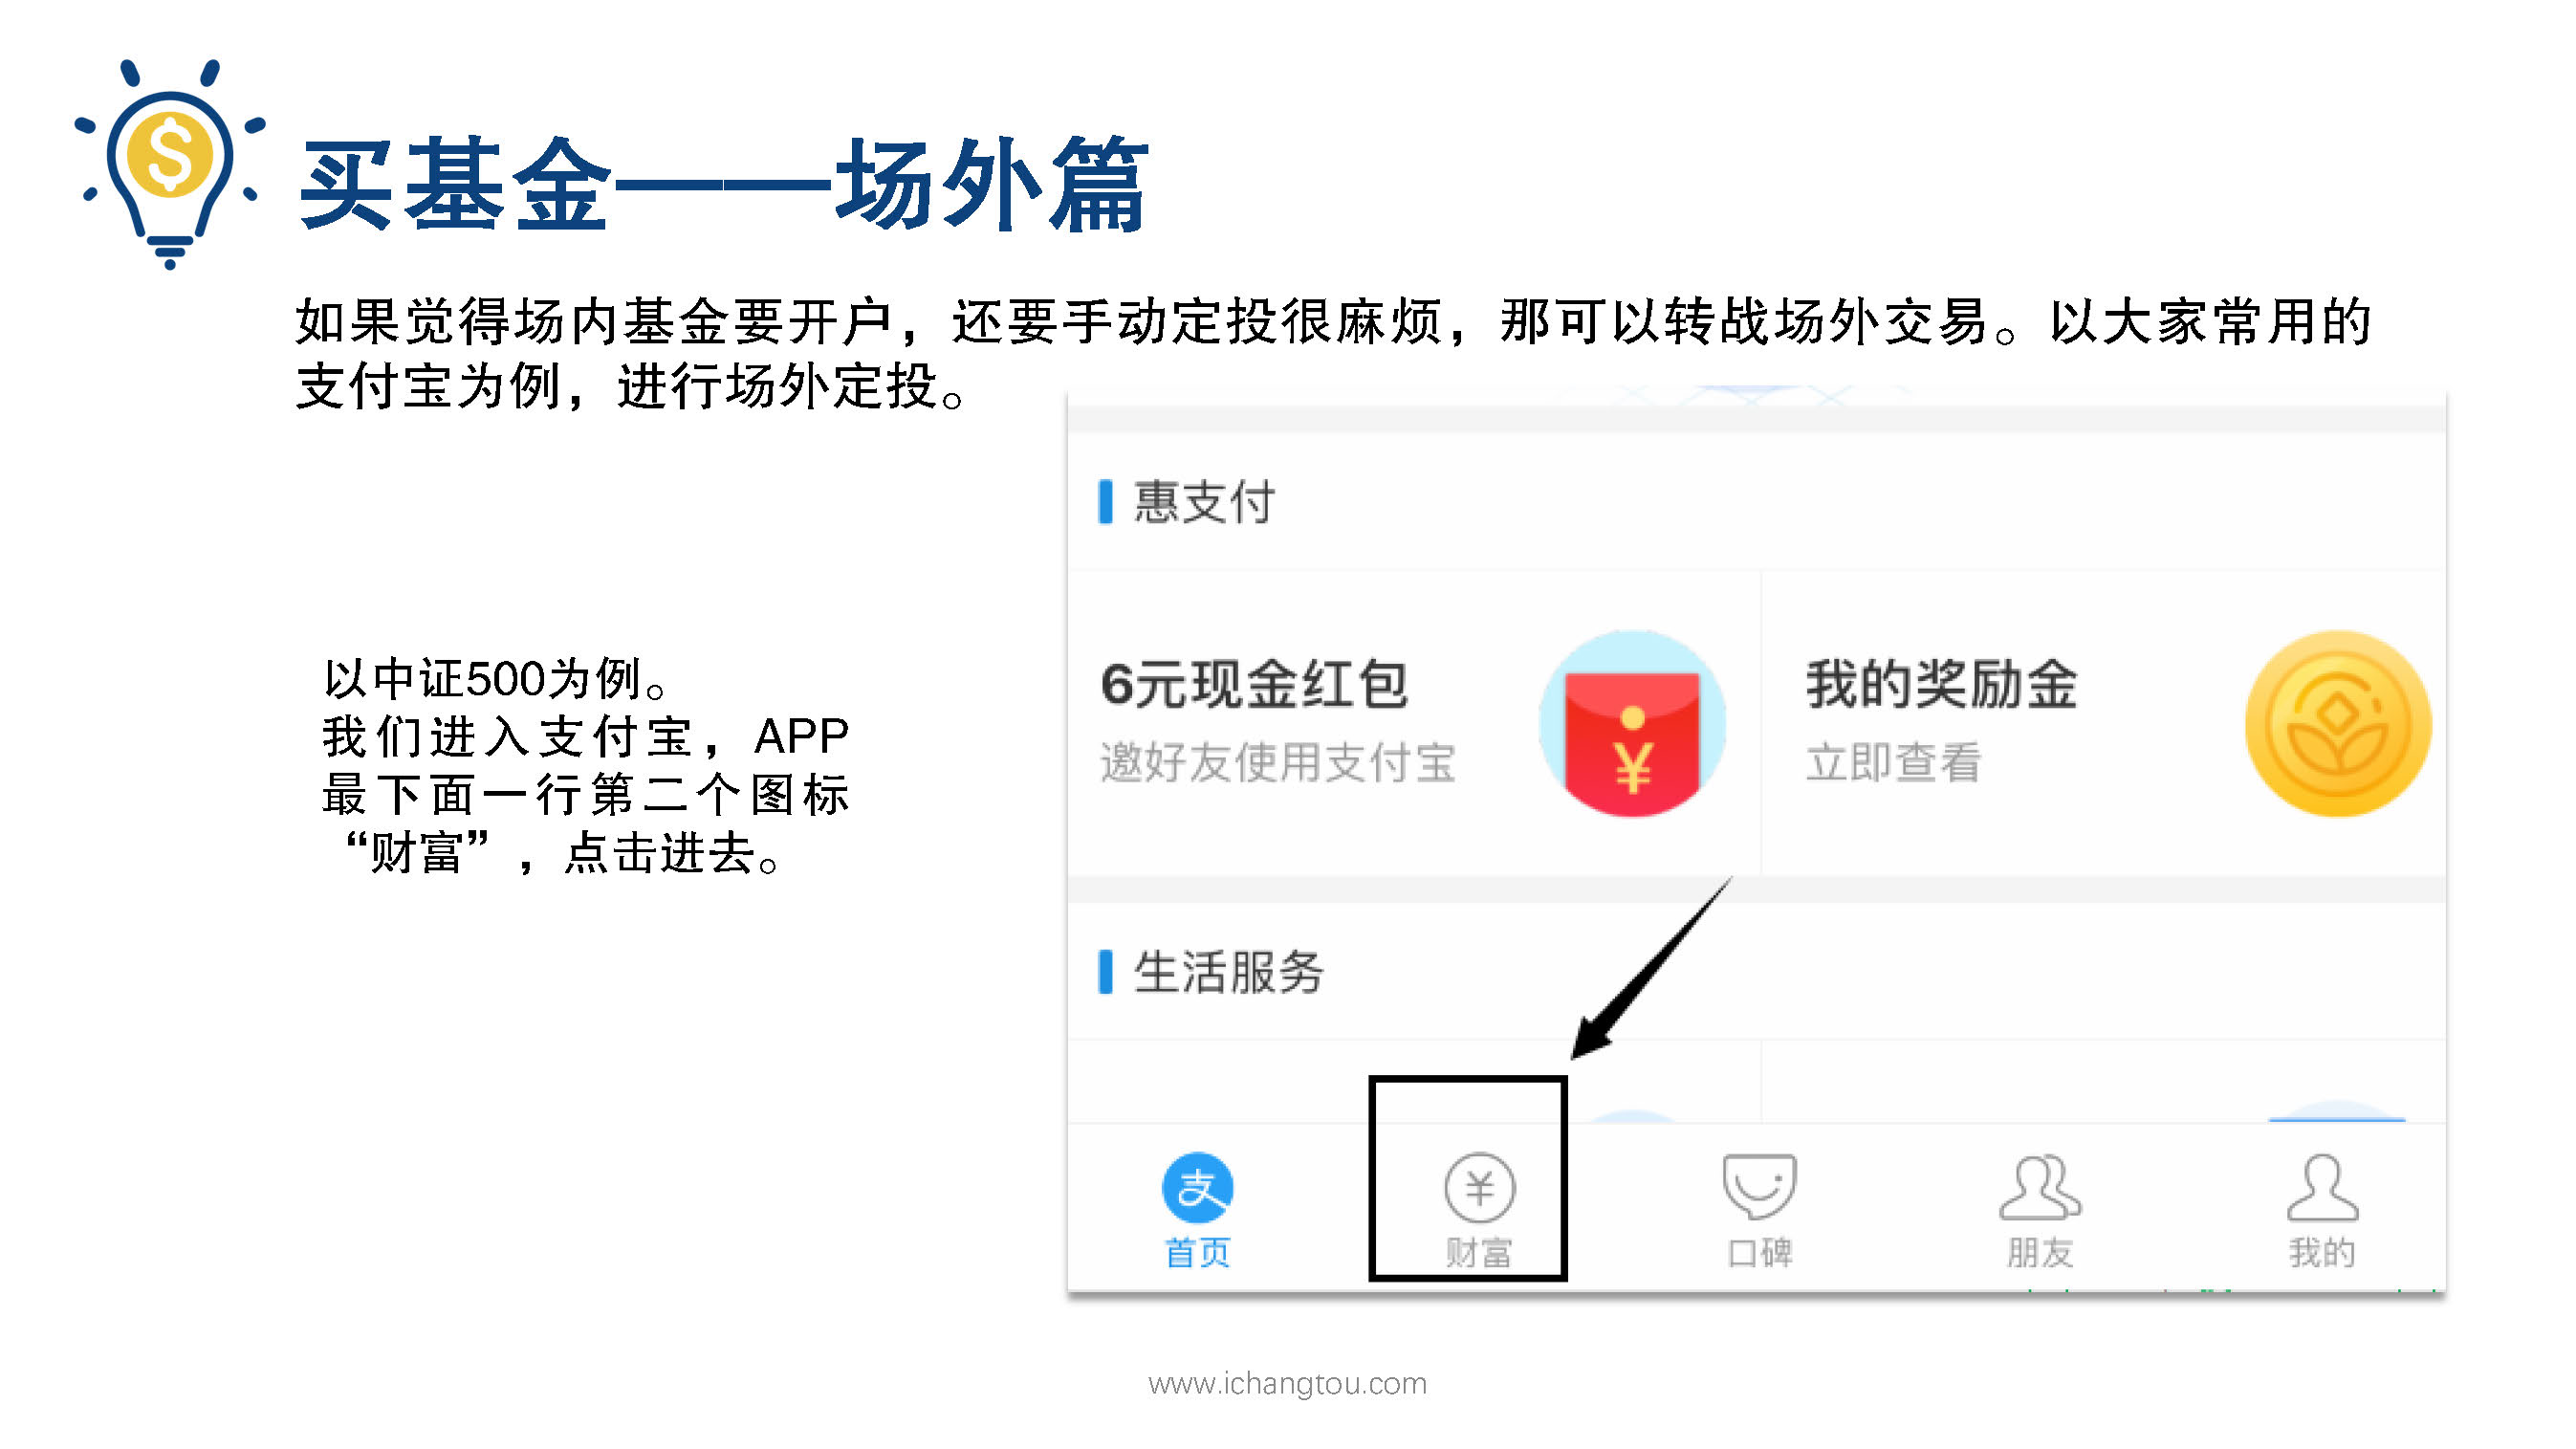 买基金——场外篇
如果觉得场内基金要开户，还要手动定投很麻烦，那可以转战场外交易。以大家常用的
支付宝为例，进行场外定投。
以中证500为例。
我们进入支付宝，APP
最下面一行第二个图标
“财富”，点击进去。
惠支付
6元现金红包
邀好友使用支付宝
我的奖励金
立即查看
生活服务
首页
财富
口碑
朋友
我的
www.ichangtou.com